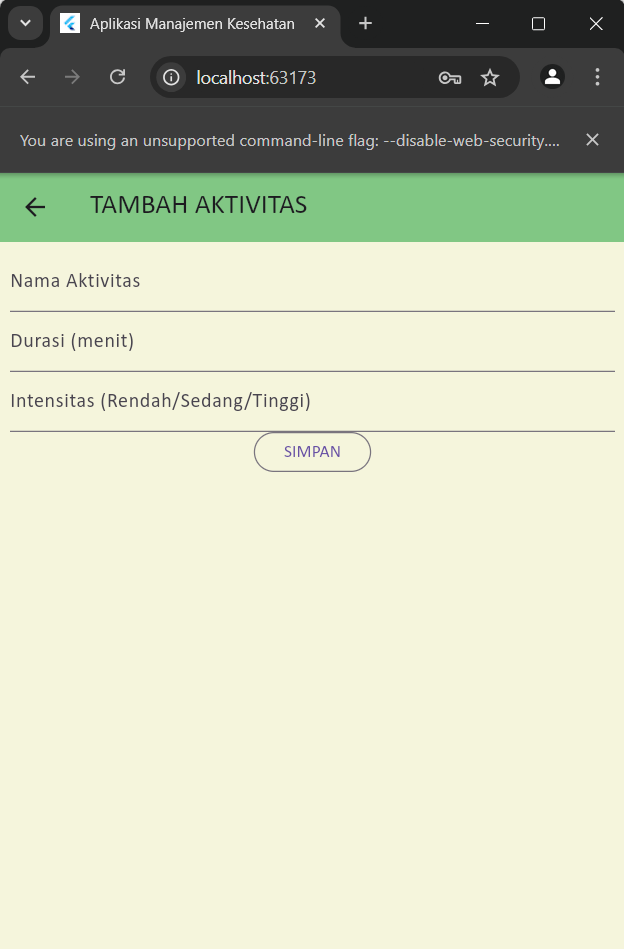 Aplikasi Manajemen Kesehatan
localhost:63173
You are using an unsupported command-line flag: --disable-web-security....
TAMBAH AKTIVITAS
Nama Aktivitas
Durasi (menit)
Intensitas (Rendah/Sedang/Tinggi)
SIMPAN